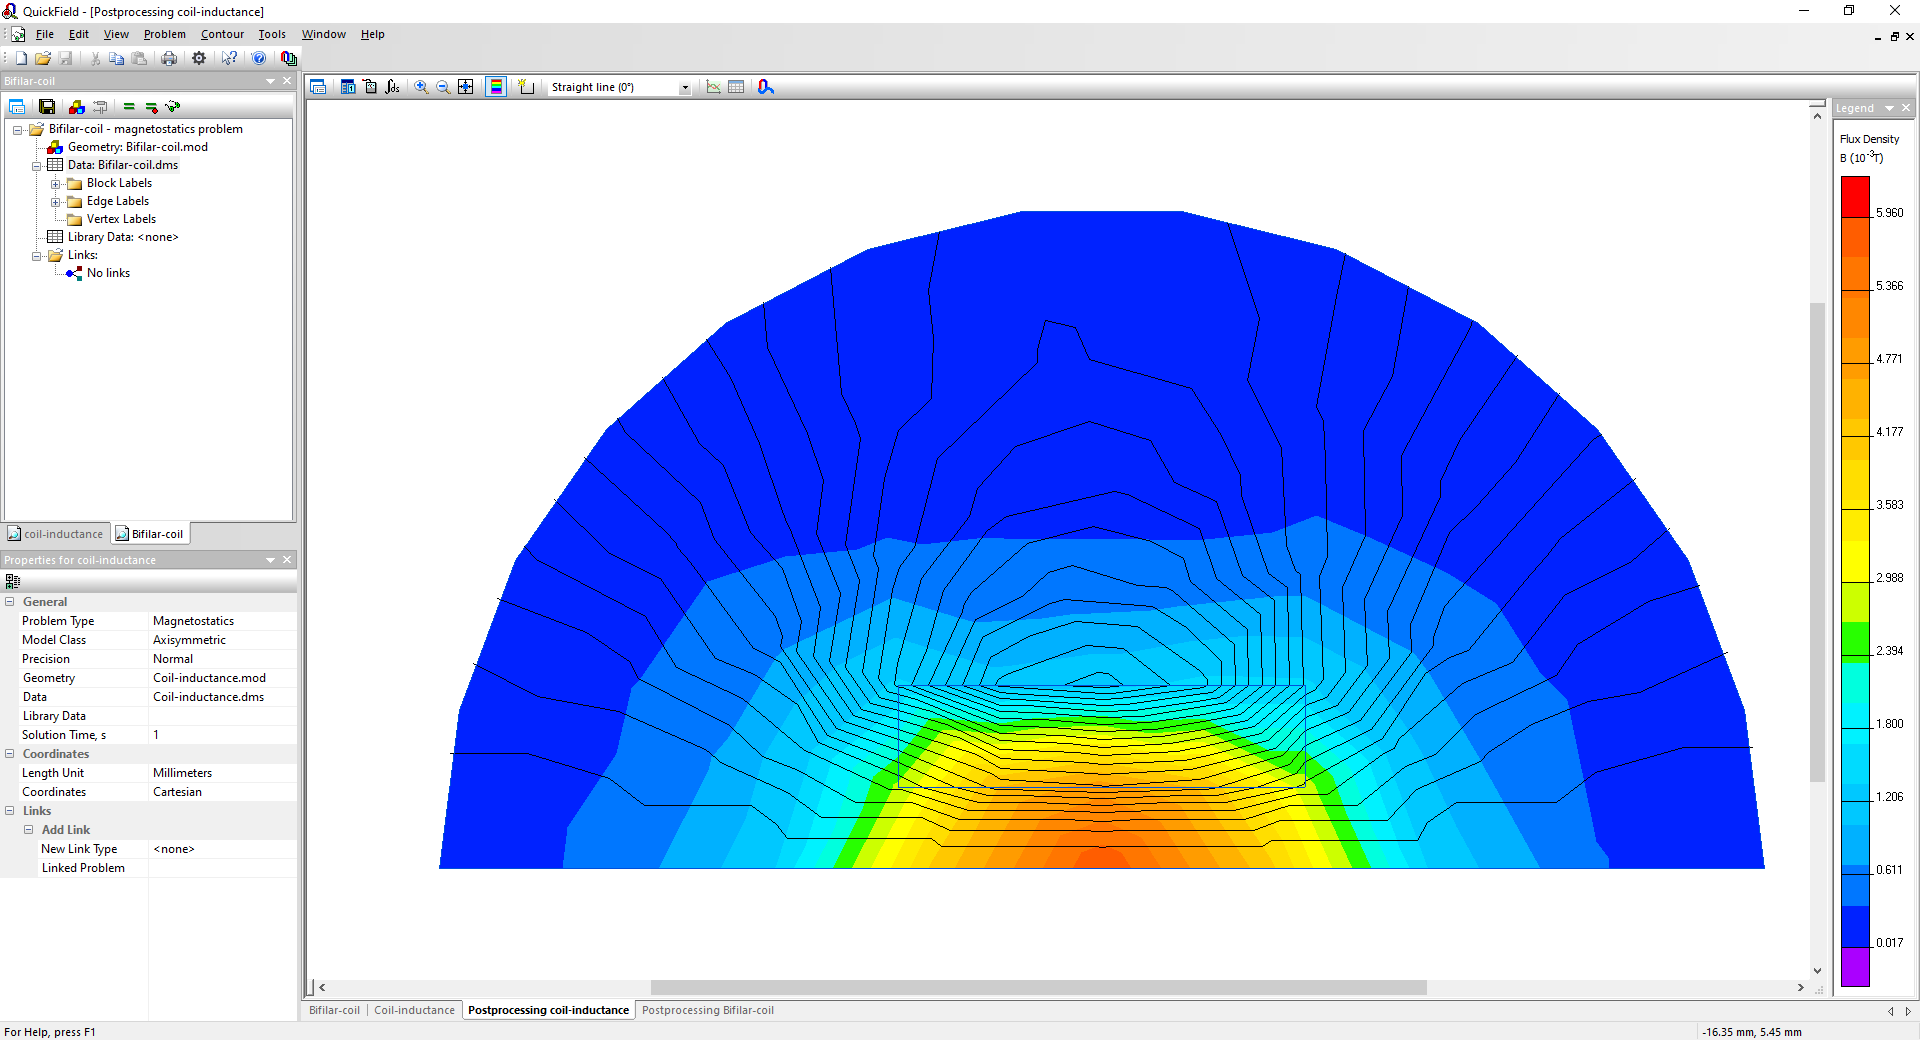 QuickField - [Postprocessing coil-inductance]
File Edit View Problem Contour Tools Window Help
Bifilar-coil
Bifilar-coil - magnetostatics problem
Geometry: Bifilar-coil.mod
Data: Bifilar-coil.dms
Block Labels
Edge Labels
Vertex Labels
Library Data: <none>
Links:
No links
coil-inductance Bifilar-coil
Properties for coil-inductance
General
Problem Type Magnetostatics
Model Class Axisymmetric
Precision Normal
Geometry Coil-inductance.mod
Data Coil-inductance.dms
Library Data
Solution Time, s 1
Coordinates
Length Unit Millimeters
Coordinates Cartesian
Links
Add Link
New Link Type <none>
Linked Problem
Straight line (0°)
Legend
Flux Density
B (10⁻³T)
5.960
5.366
4.771
4.177
3.583
2.988
2.394
1.800
1.206
0.611
0.017
Bifilar-coil Coil-inductance Postprocessing coil-inductance Postprocessing Bifilar-coil
For Help, press F1
-16.35 mm, 5.45 mm